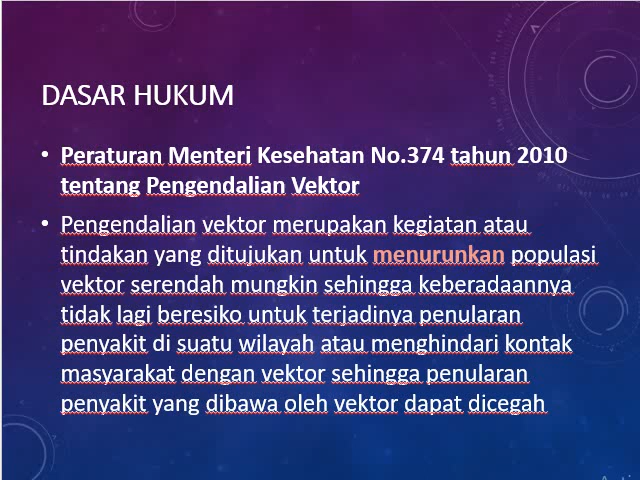 DASAR HUKUM
• Peraturan Menteri Kesehatan No.374 tahun 2010
tentang Pengendalian Vektor
• Pengendalian vektor merupakan kegiatan atau
tindakan yang ditujukan untuk menurunkan populasi
vektor serendah mungkin sehingga keberadaannya
tidak lagi beresiko untuk terjadinya penularan
penyakit di suatu wilayah atau menghindari kontak
masyarakat dengan vektor sehingga penularan
penyakit yang dibawa oleh vektor dapat dicegah